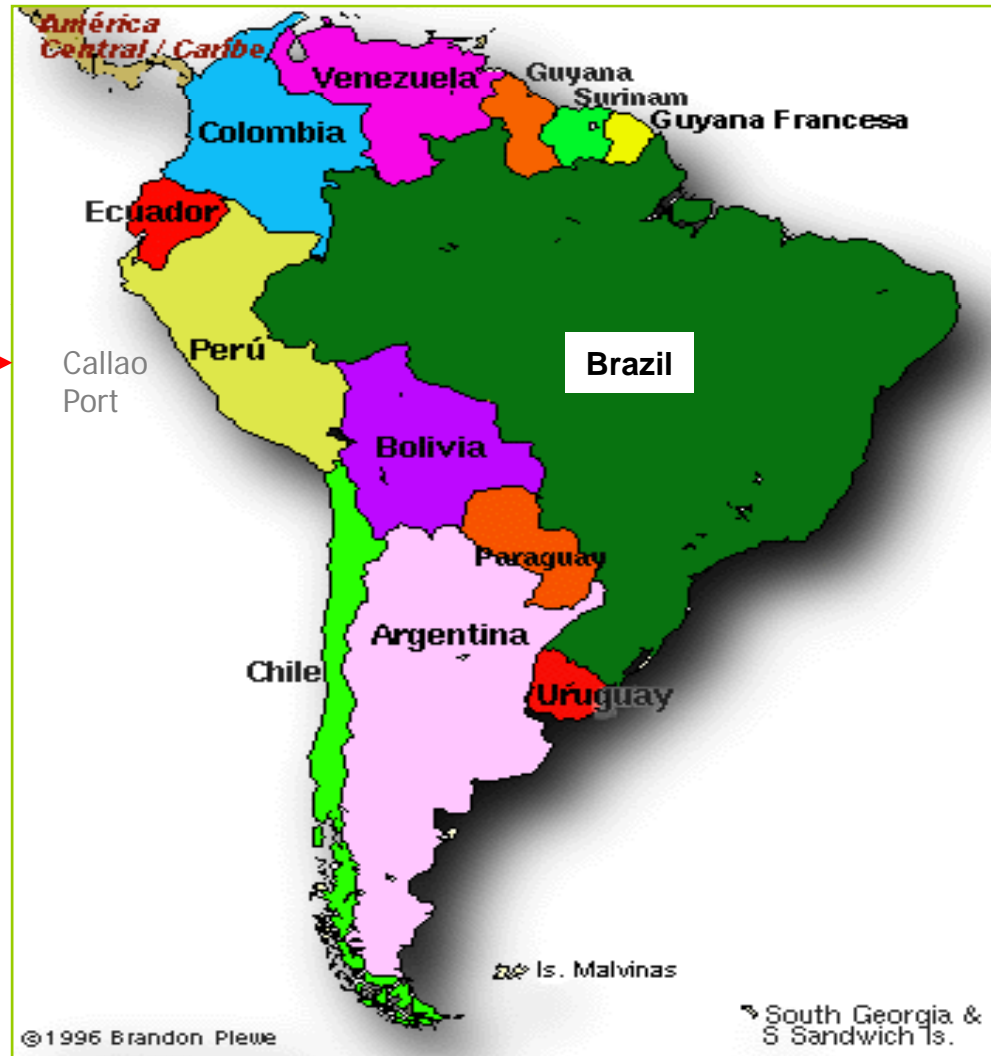 América
Central / Caribe
Venezuela
Guyana
Surinam
Guyana Francesa
Colombia
Ecuador
Perú
Callao
Port
Brazil
Bolivia
Paraguay
Argentina
Chile
Uruguay
Is. Malvinas
South Georgia &
S Sandwich Is.
©1996 Brandon Plewe